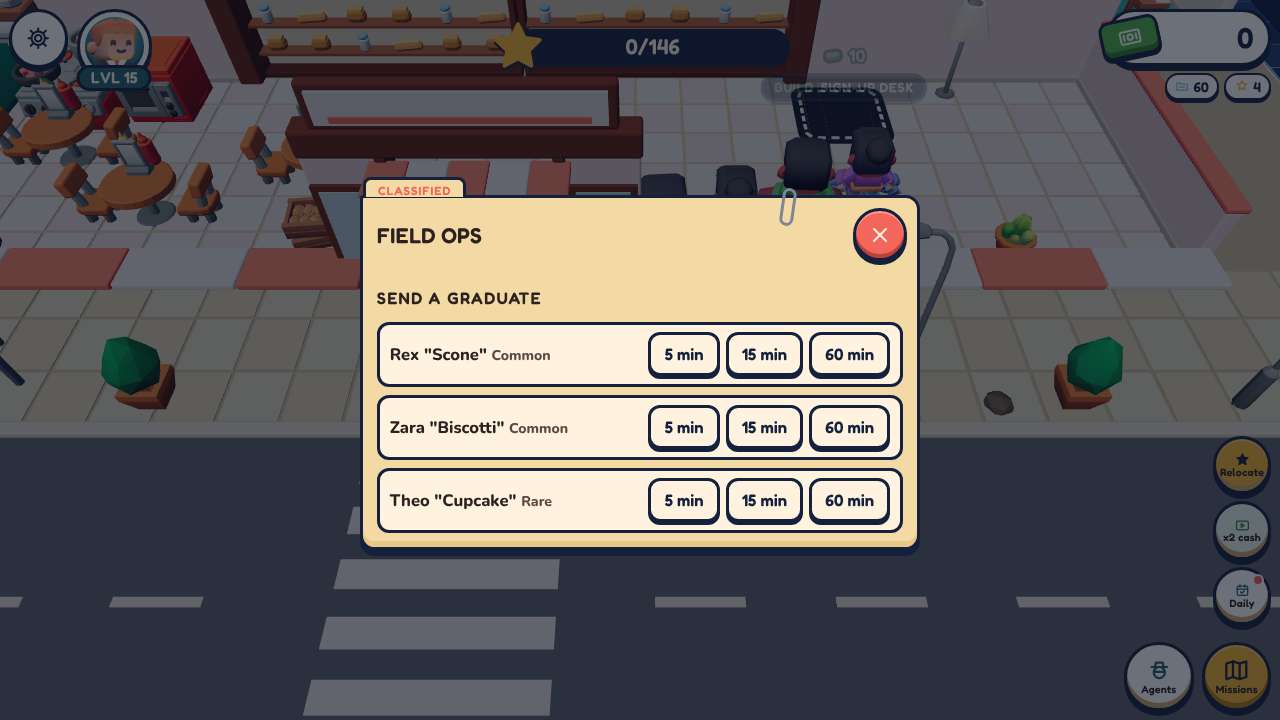 LVL 15
0/146
10
BUILD SIGN UP DESK
0
60
4
CLASSIFIED
FIELD OPS
SEND A GRADUATE
Rex "Scone" Common 5 min 15 min 60 min
Zara "Biscotti" Common 5 min 15 min 60 min
Theo "Cupcake" Rare 5 min 15 min 60 min
Relocate
x2 cash
Daily
Agents
Missions